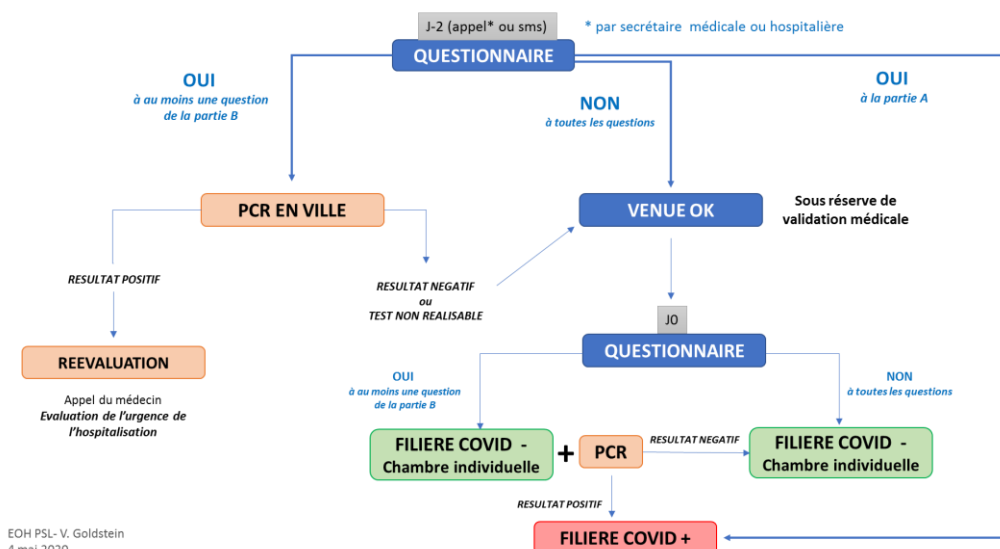 J-2 (appel* ou sms)
* par secrétaire médicale ou hospitalière
QUESTIONNAIRE
OUI
à au moins une question
de la partie B
NON
à toutes les questions
OUI
à la partie A
PCR EN VILLE
VENUE OK
Sous réserve de
validation médicale
RESULTAT POSITIF
RESULTAT NEGATIF
ou
TEST NON REALISABLE
J0
QUESTIONNAIRE
REEVALUATION
Appel du médecin
Evaluation de l'urgence de
l'hospitalisation
OUI
à au moins une question
de la partie B
NON
à toutes les questions
FILIERE COVID -
Chambre individuelle
+
PCR
RESULTAT NEGATIF
FILIERE COVID -
Chambre individuelle
RESULTAT POSITIF
FILIERE COVID +
EOH PSL- V. Goldstein
4 mai 2020